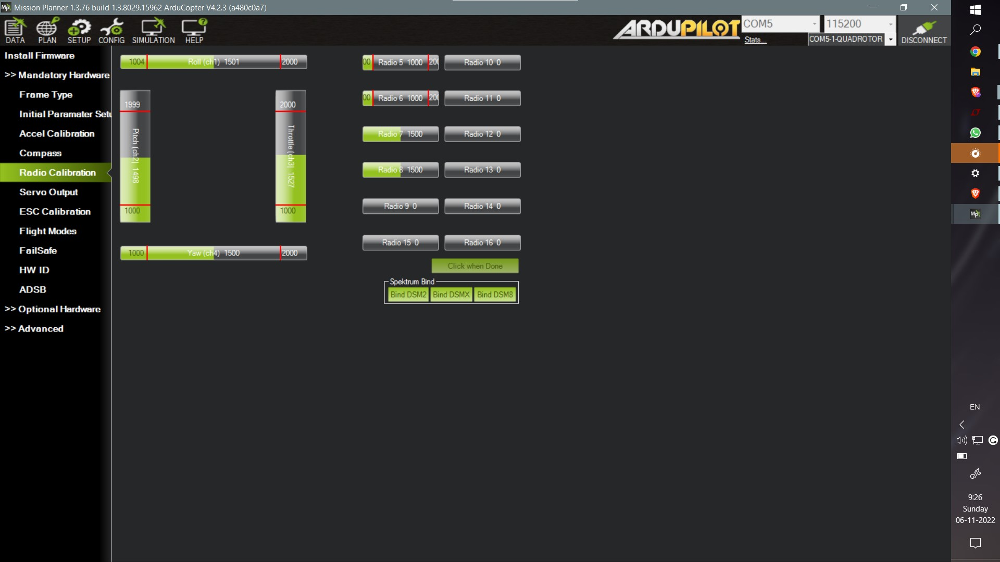 Mission Planner 1.3.76 build 1.3.8029.15962 ArduCopter V4.2.3 (a480c0a7)
DATA PLAN SETUP CONFIG SIMULATION HELP
ARDUPILOT
COM5 115200
Stats... COM5-1-QUADROTOR DISCONNECT
Install Firmware
>> Mandatory Hardware
Frame Type
Initial Paramater Setu
Accel Calibration
Compass
Radio Calibration
Servo Output
ESC Calibration
Flight Modes
FailSafe
HW ID
ADSB
>> Optional Hardware
>> Advanced
1004 Roll (ch1) 1501 2000
1999
Pitch (ch2| 1498
1000
2000
Throttle (ch3| 1527
1000
1000 Yaw (ch4) 1500 2000
00 Radio 5 1000 200 Radio 10 0
00 Radio 6 1000 200 Radio 11 0
Radio 7 1500 Radio 12 0
Radio 8 1500 Radio 13 0
Radio 9 0 Radio 14 0
Radio 15 0 Radio 16 0
Click when Done
Spektrum Bind
Bind DSM2 Bind DSMX Bind DSM8
Mp
EN
9:26
Sunday
06-11-2022